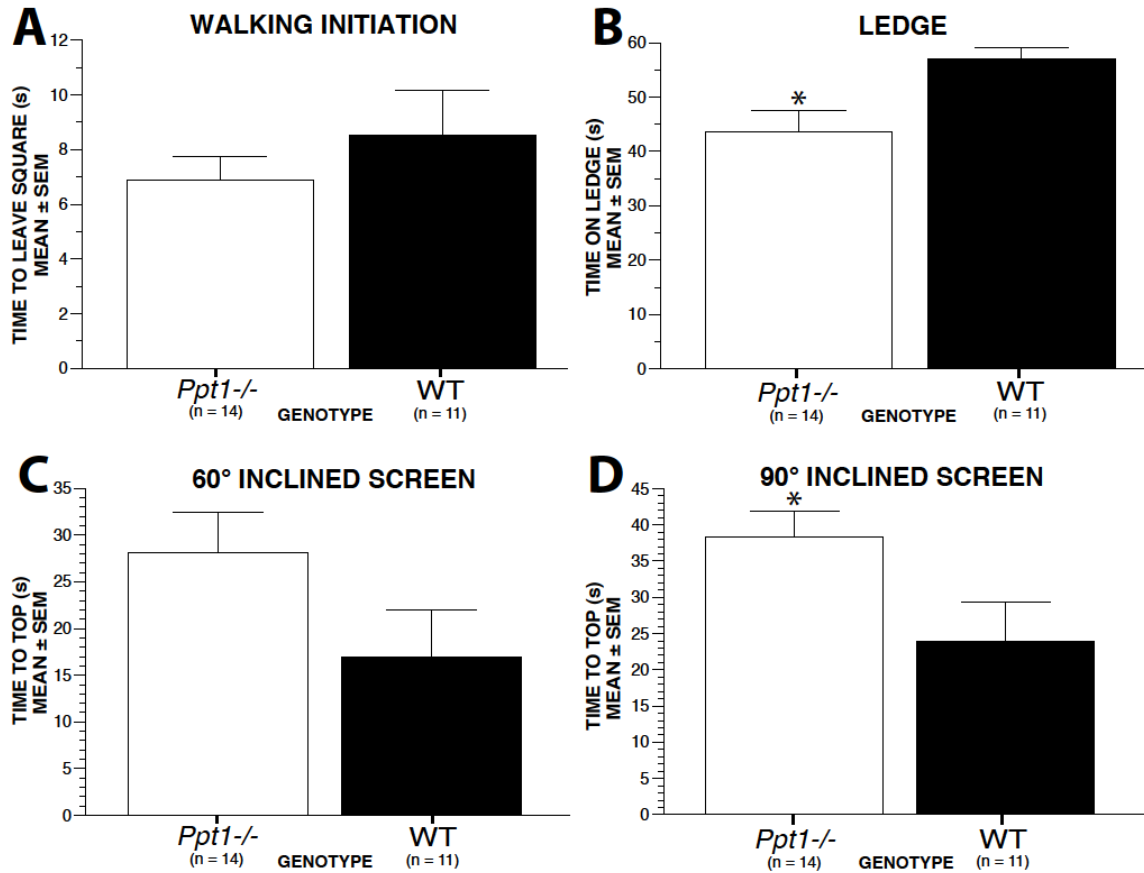 A
WALKING INITIATION
TIME TO LEAVE SQUARE (s)
MEAN ± SEM
12
10
8
6
4
2
0
Ppt1-/-
WT
(n = 14)
GENOTYPE
(n = 11)
B
LEDGE
TIME ON LEDGE (s)
MEAN ± SEM
60
50
40
30
20
10
0
*
Ppt1-/-
WT
(n = 14)
GENOTYPE
(n = 11)
C
60° INCLINED SCREEN
TIME TO TOP (s)
MEAN ± SEM
35
30
25
20
15
10
5
0
Ppt1-/-
WT
(n = 14)
GENOTYPE
(n = 11)
D
90° INCLINED SCREEN
TIME TO TOP (s)
MEAN ± SEM
45
40
35
30
25
20
15
10
5
0
*
Ppt1-/-
WT
(n = 14)
GENOTYPE
(n = 11)